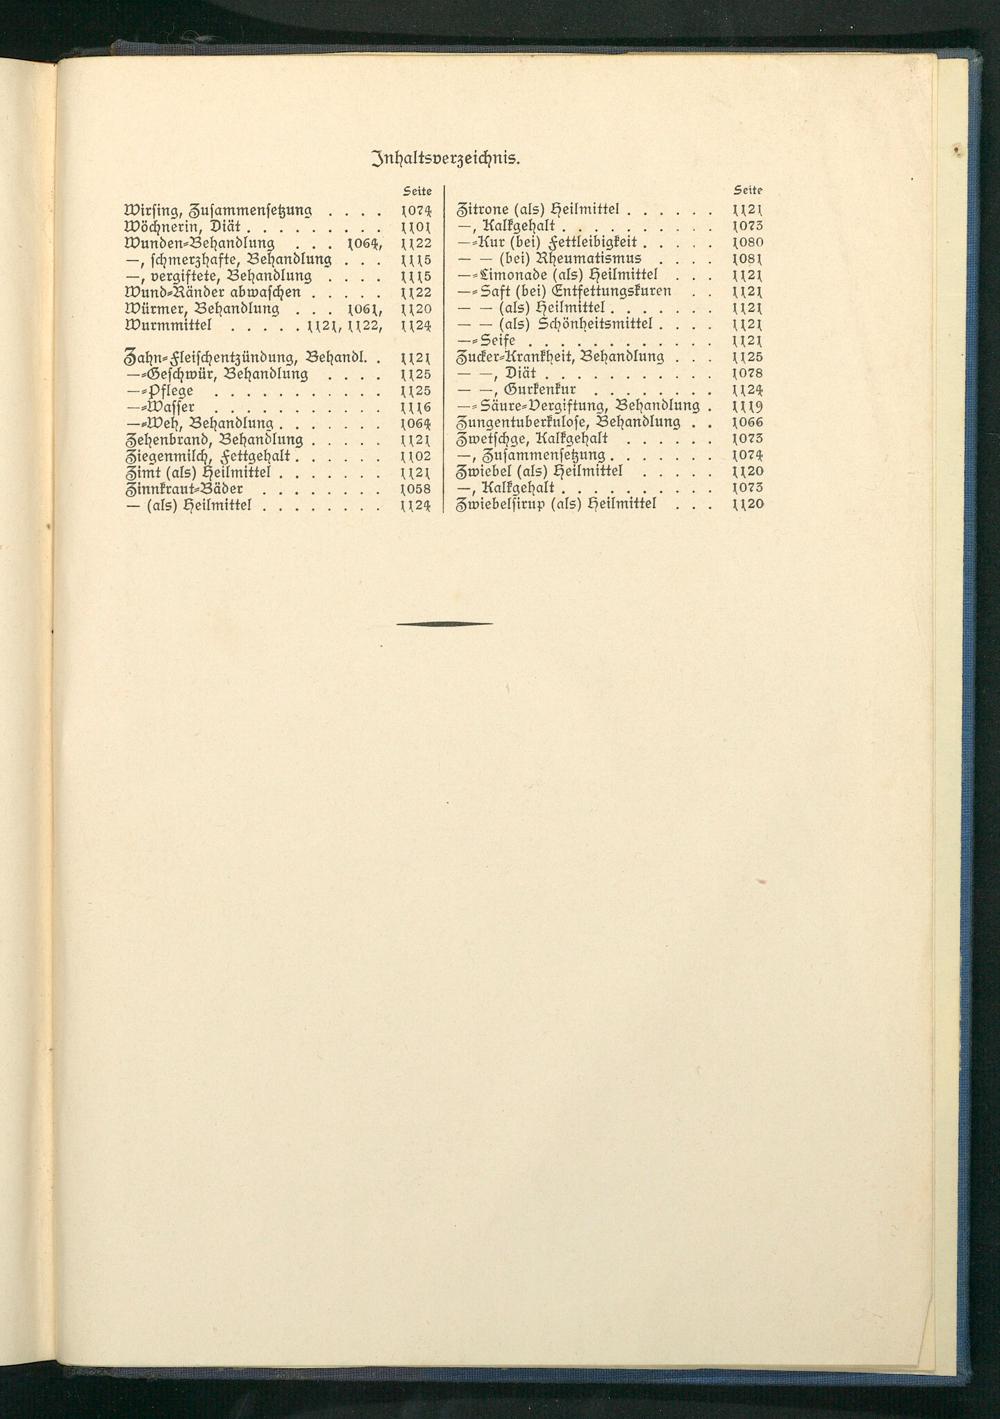 Inhaltsverzeichnis.
Seite
Wirsing, Zusammensetzung . . . . 1074
Wöchnerin, Diät . . . . . . . . . 1101
Wunden-Behandlung . . . 1064, 1122
—, schmerzhafte, Behandlung . . . 1115
—, vergiftete, Behandlung . . . . 1115
Wund-Ränder abwaschen . . . . . 1122
Würmer, Behandlung . . . 1061, 1120
Wurmmittel . . . . . 1121, 1122, 1124
Zahn-Fleischentzündung, Behandl. . 1121
—-Geschwür, Behandlung . . . . 1125
—-Pflege . . . . . . . . . . . 1125
—-Wasser . . . . . . . . . . . 1116
—-Weh, Behandlung . . . . . . . 1064
Zehenbrand, Behandlung . . . . . 1121
Ziegenmilch, Fettgehalt . . . . . . 1102
Zimt (als) Heilmittel . . . . . . . 1121
Zinnkraut-Bäder . . . . . . . . 1058
— (als) Heilmittel . . . . . . . . 1124
Seite
Zitrone (als) Heilmittel . . . . . . 1121
—, Kalkgehalt . . . . . . . . . . 1073
—-Kur (bei) Fettleibigkeit . . . . . 1080
— — (bei) Rheumatismus . . . . 1081
—-Limonade (als) Heilmittel . . . 1121
—-Saft (bei) Entfettungskuren . . 1121
— — (als) Heilmittel . . . . . . . 1121
— — (als) Schönheitsmittel . . . . 1121
—-Seife . . . . . . . . . . . . 1121
Zucker-Krankheit, Behandlung . . . 1125
— —, Diät . . . . . . . . . . . 1078
— —, Gurkenkur . . . . . . . . 1124
—-Säure-Vergiftung, Behandlung . 1119
Zungentuberkulose, Behandlung . . 1066
Zwetschge, Kalkgehalt . . . . . . 1073
—, Zusammensetzung . . . . . . . 1074
Zwiebel (als) Heilmittel . . . . . 1120
—, Kalkgehalt . . . . . . . . . . 1073
Zwiebelsirup (als) Heilmittel . . . 1120